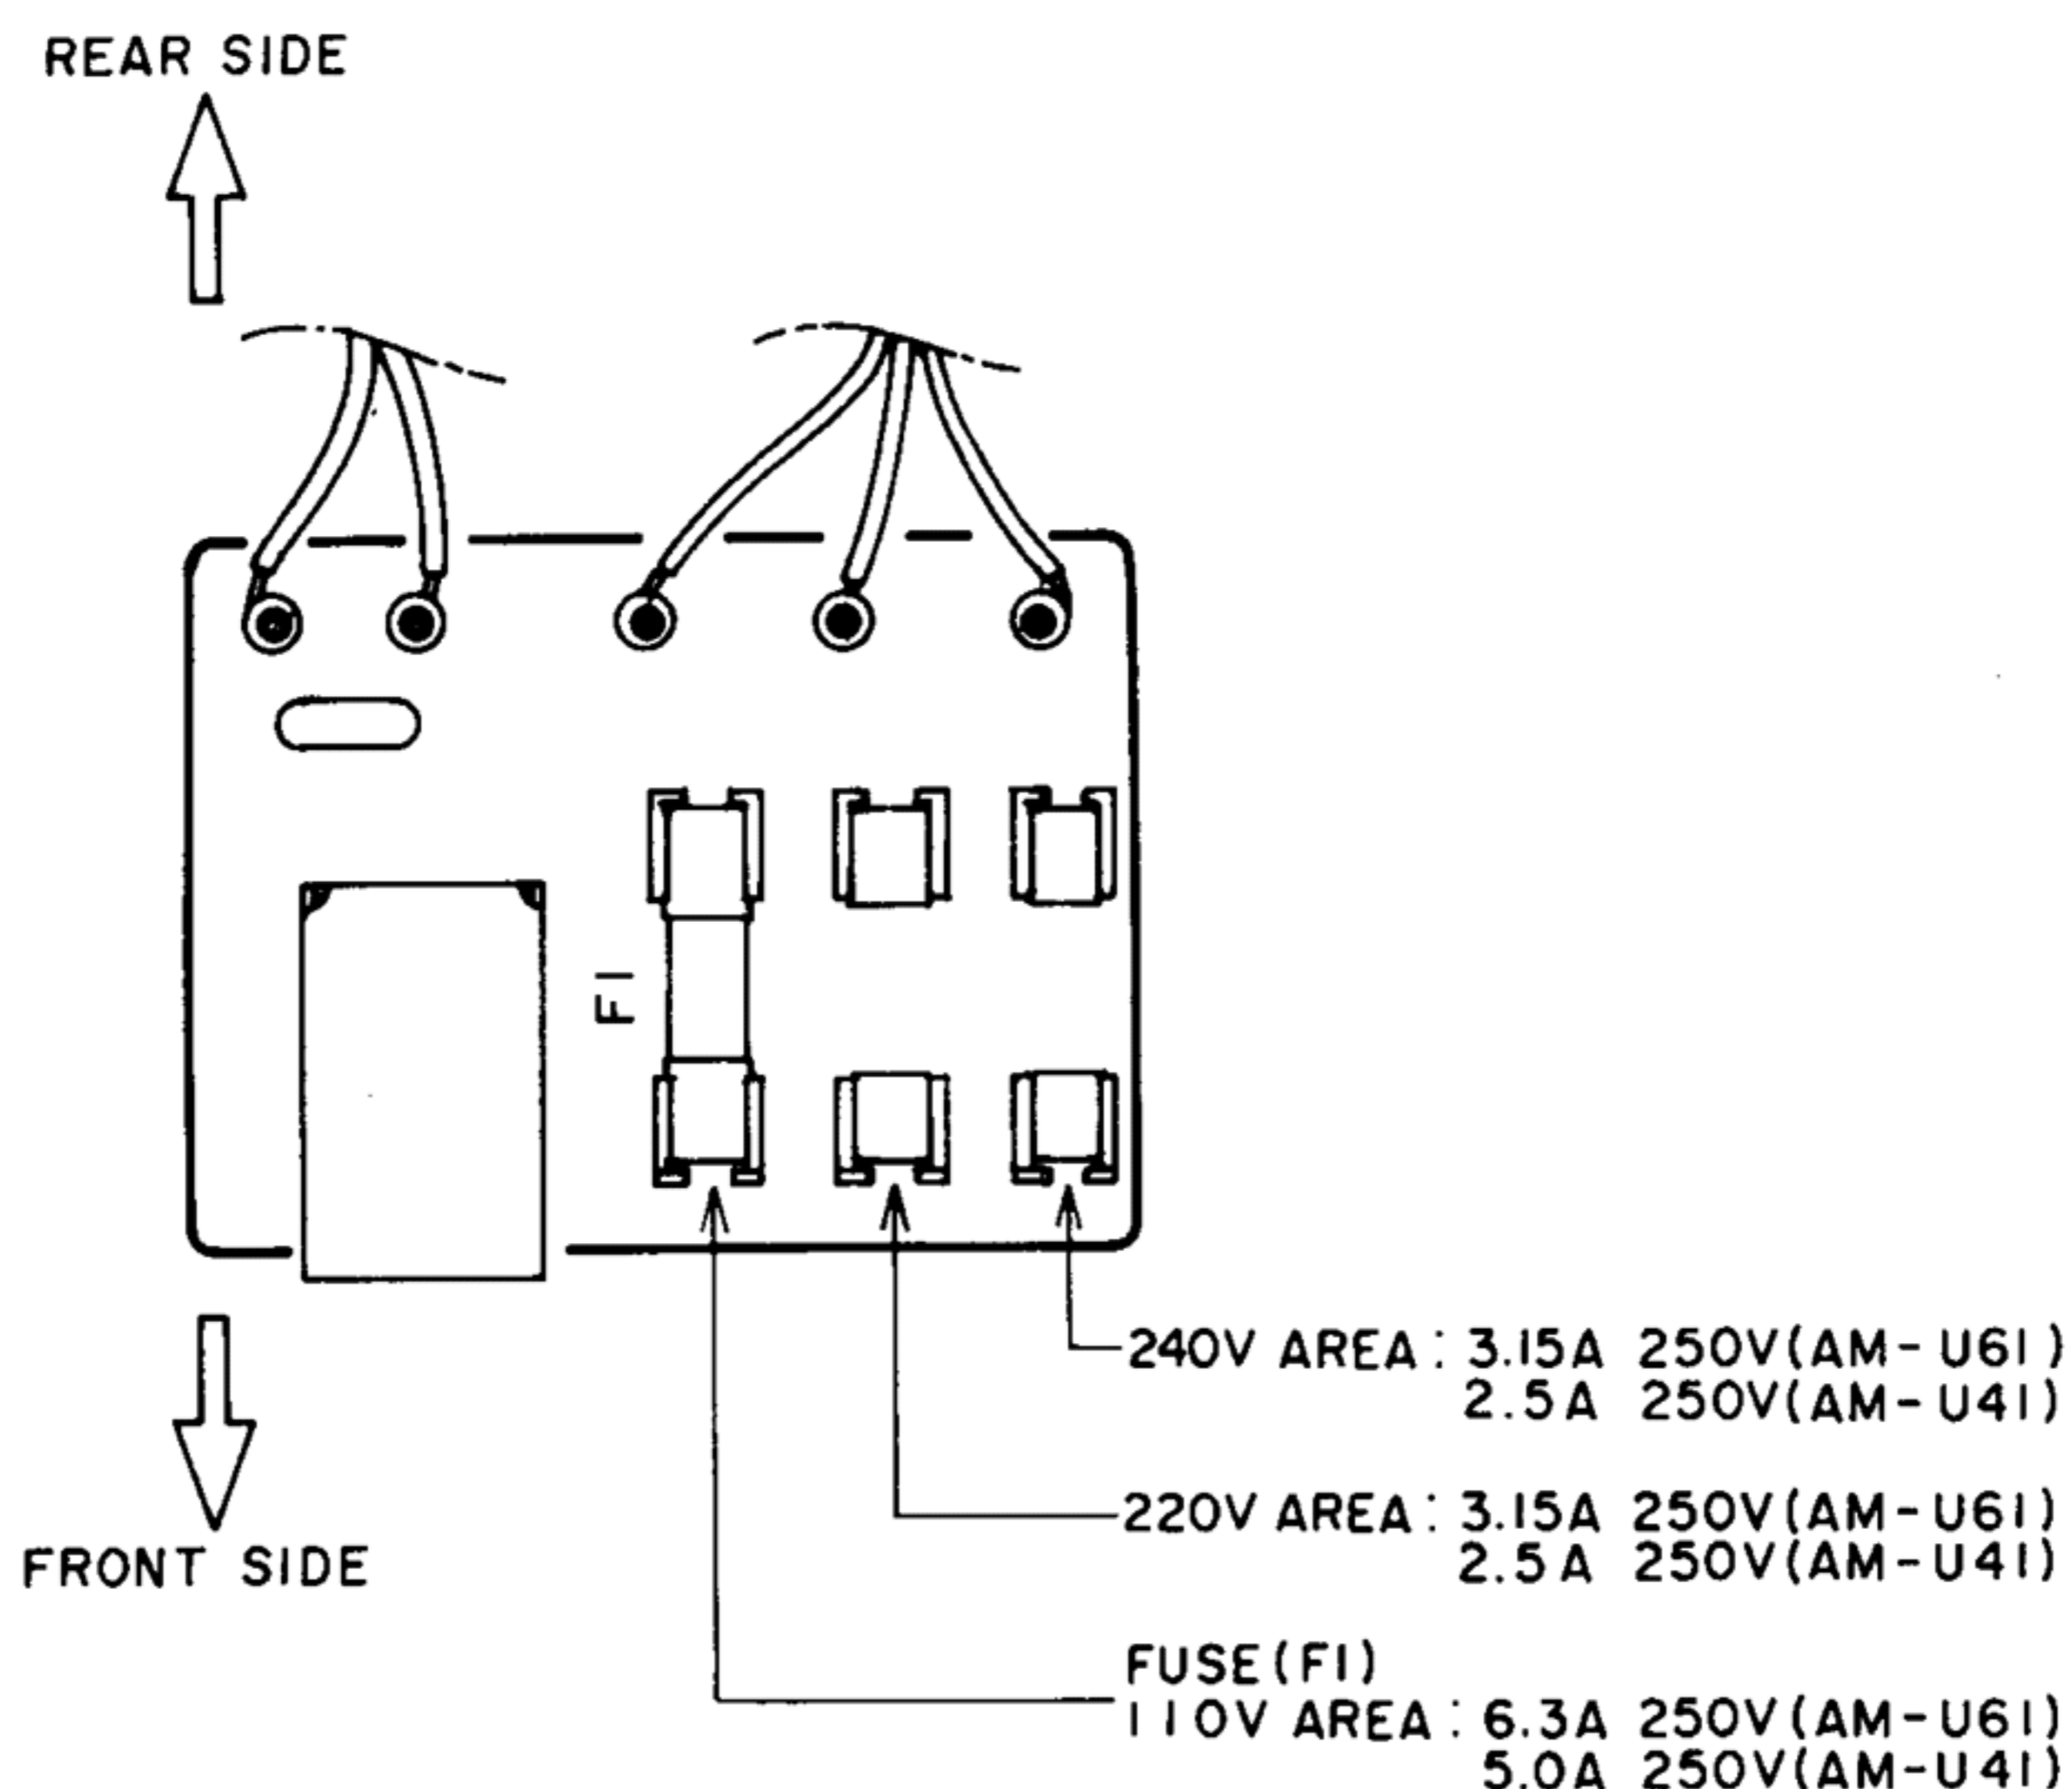 REAR SIDE
F1
FRONT SIDE
240V AREA : 3.15A 250V(AM-U61)
2.5A 250V(AM-U41)
220V AREA : 3.15A 250V(AM-U61)
2.5A 250V(AM-U41)
FUSE(F1)
110V AREA : 6.3A 250V(AM-U61)
5.0A 250V(AM-U41)